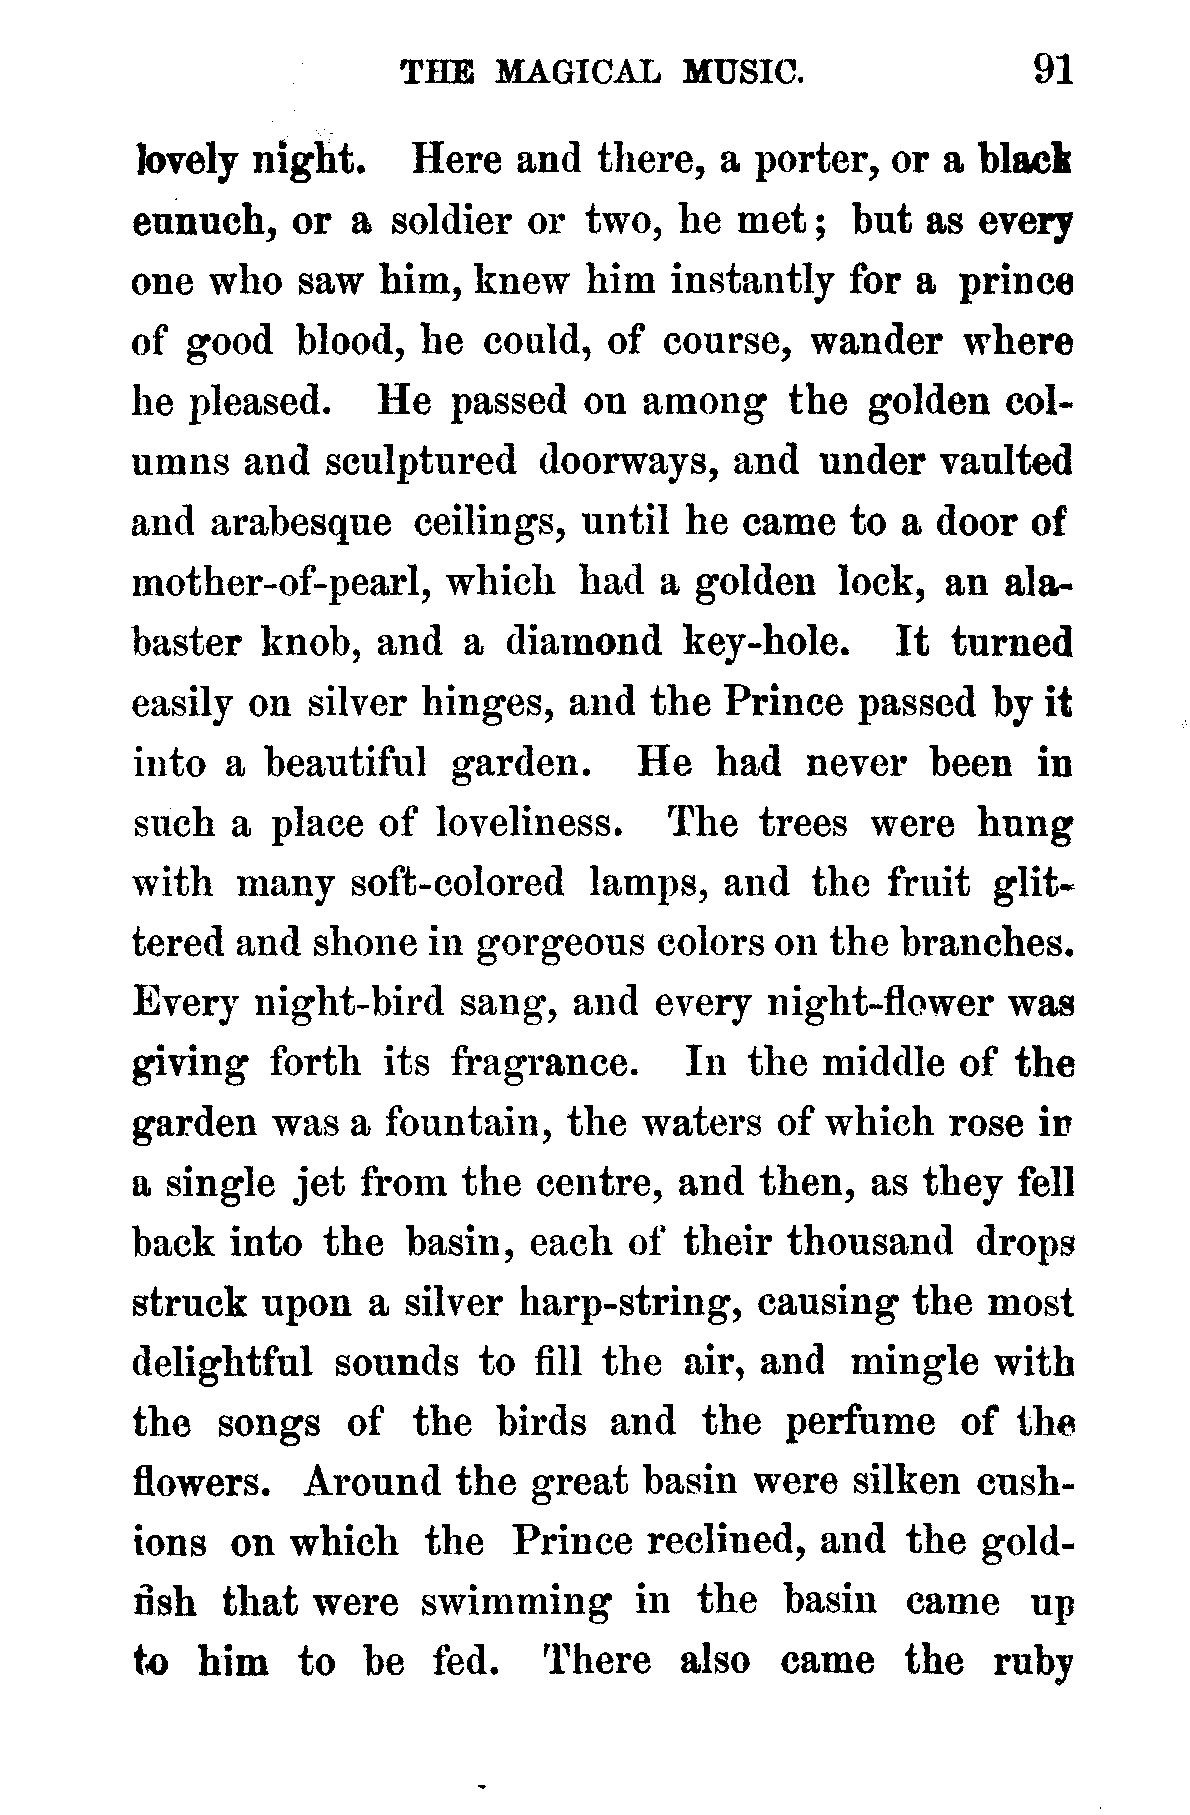 THE MAGICAL MUSIC. 91
lovely night. Here and there, a porter, or a black
eunuch, or a soldier or two, he met; but as every
one who saw him, knew him instantly for a prince
of good blood, he could, of course, wander where
he pleased. He passed on among the golden col-
umns and sculptured doorways, and under vaulted
and arabesque ceilings, until he came to a door of
mother-of-pearl, which had a golden lock, an ala-
baster knob, and a diamond key-hole. It turned
easily on silver hinges, and the Prince passed by it
into a beautiful garden. He had never been in
such a place of loveliness. The trees were hung
with many soft-colored lamps, and the fruit glit-
tered and shone in gorgeous colors on the branches.
Every night-bird sang, and every night-flower was
giving forth its fragrance. In the middle of the
garden was a fountain, the waters of which rose in
a single jet from the centre, and then, as they fell
back into the basin, each of their thousand drops
struck upon a silver harp-string, causing the most
delightful sounds to fill the air, and mingle with
the songs of the birds and the perfume of the
flowers. Around the great basin were silken cush-
ions on which the Prince reclined, and the gold-
fish that were swimming in the basin came up
to him to be fed. There also came the ruby